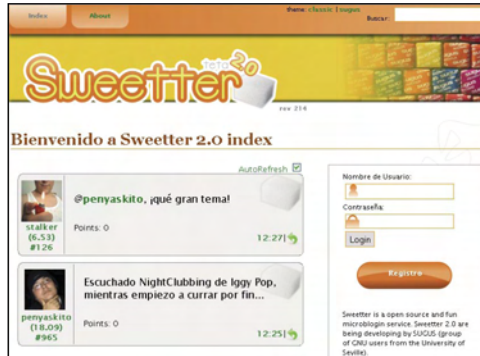 Index
About
theme: classic | sugus
Buscar:
Sweetter 2.0
teta
rev 214
Bienvenido a Sweetter 2.0 index
AutoRefresh
@penyaskito, ¡qué gran tema!
Points: 0
stalker
(6.53)
#126
12:27|
Escuchado NightClubbing de Iggy Pop,
mientras empiezo a currar por fin...
Points: 0
penyaskito
(18.09)
#965
12:25|
Nombre de Usuario:
Contraseña:
Login
Registro
Sweetter is a open source and fun
microblogin service. Sweetter 2.0 are
being developing by SUGUS (group
of GNU users from the University of
Seville).